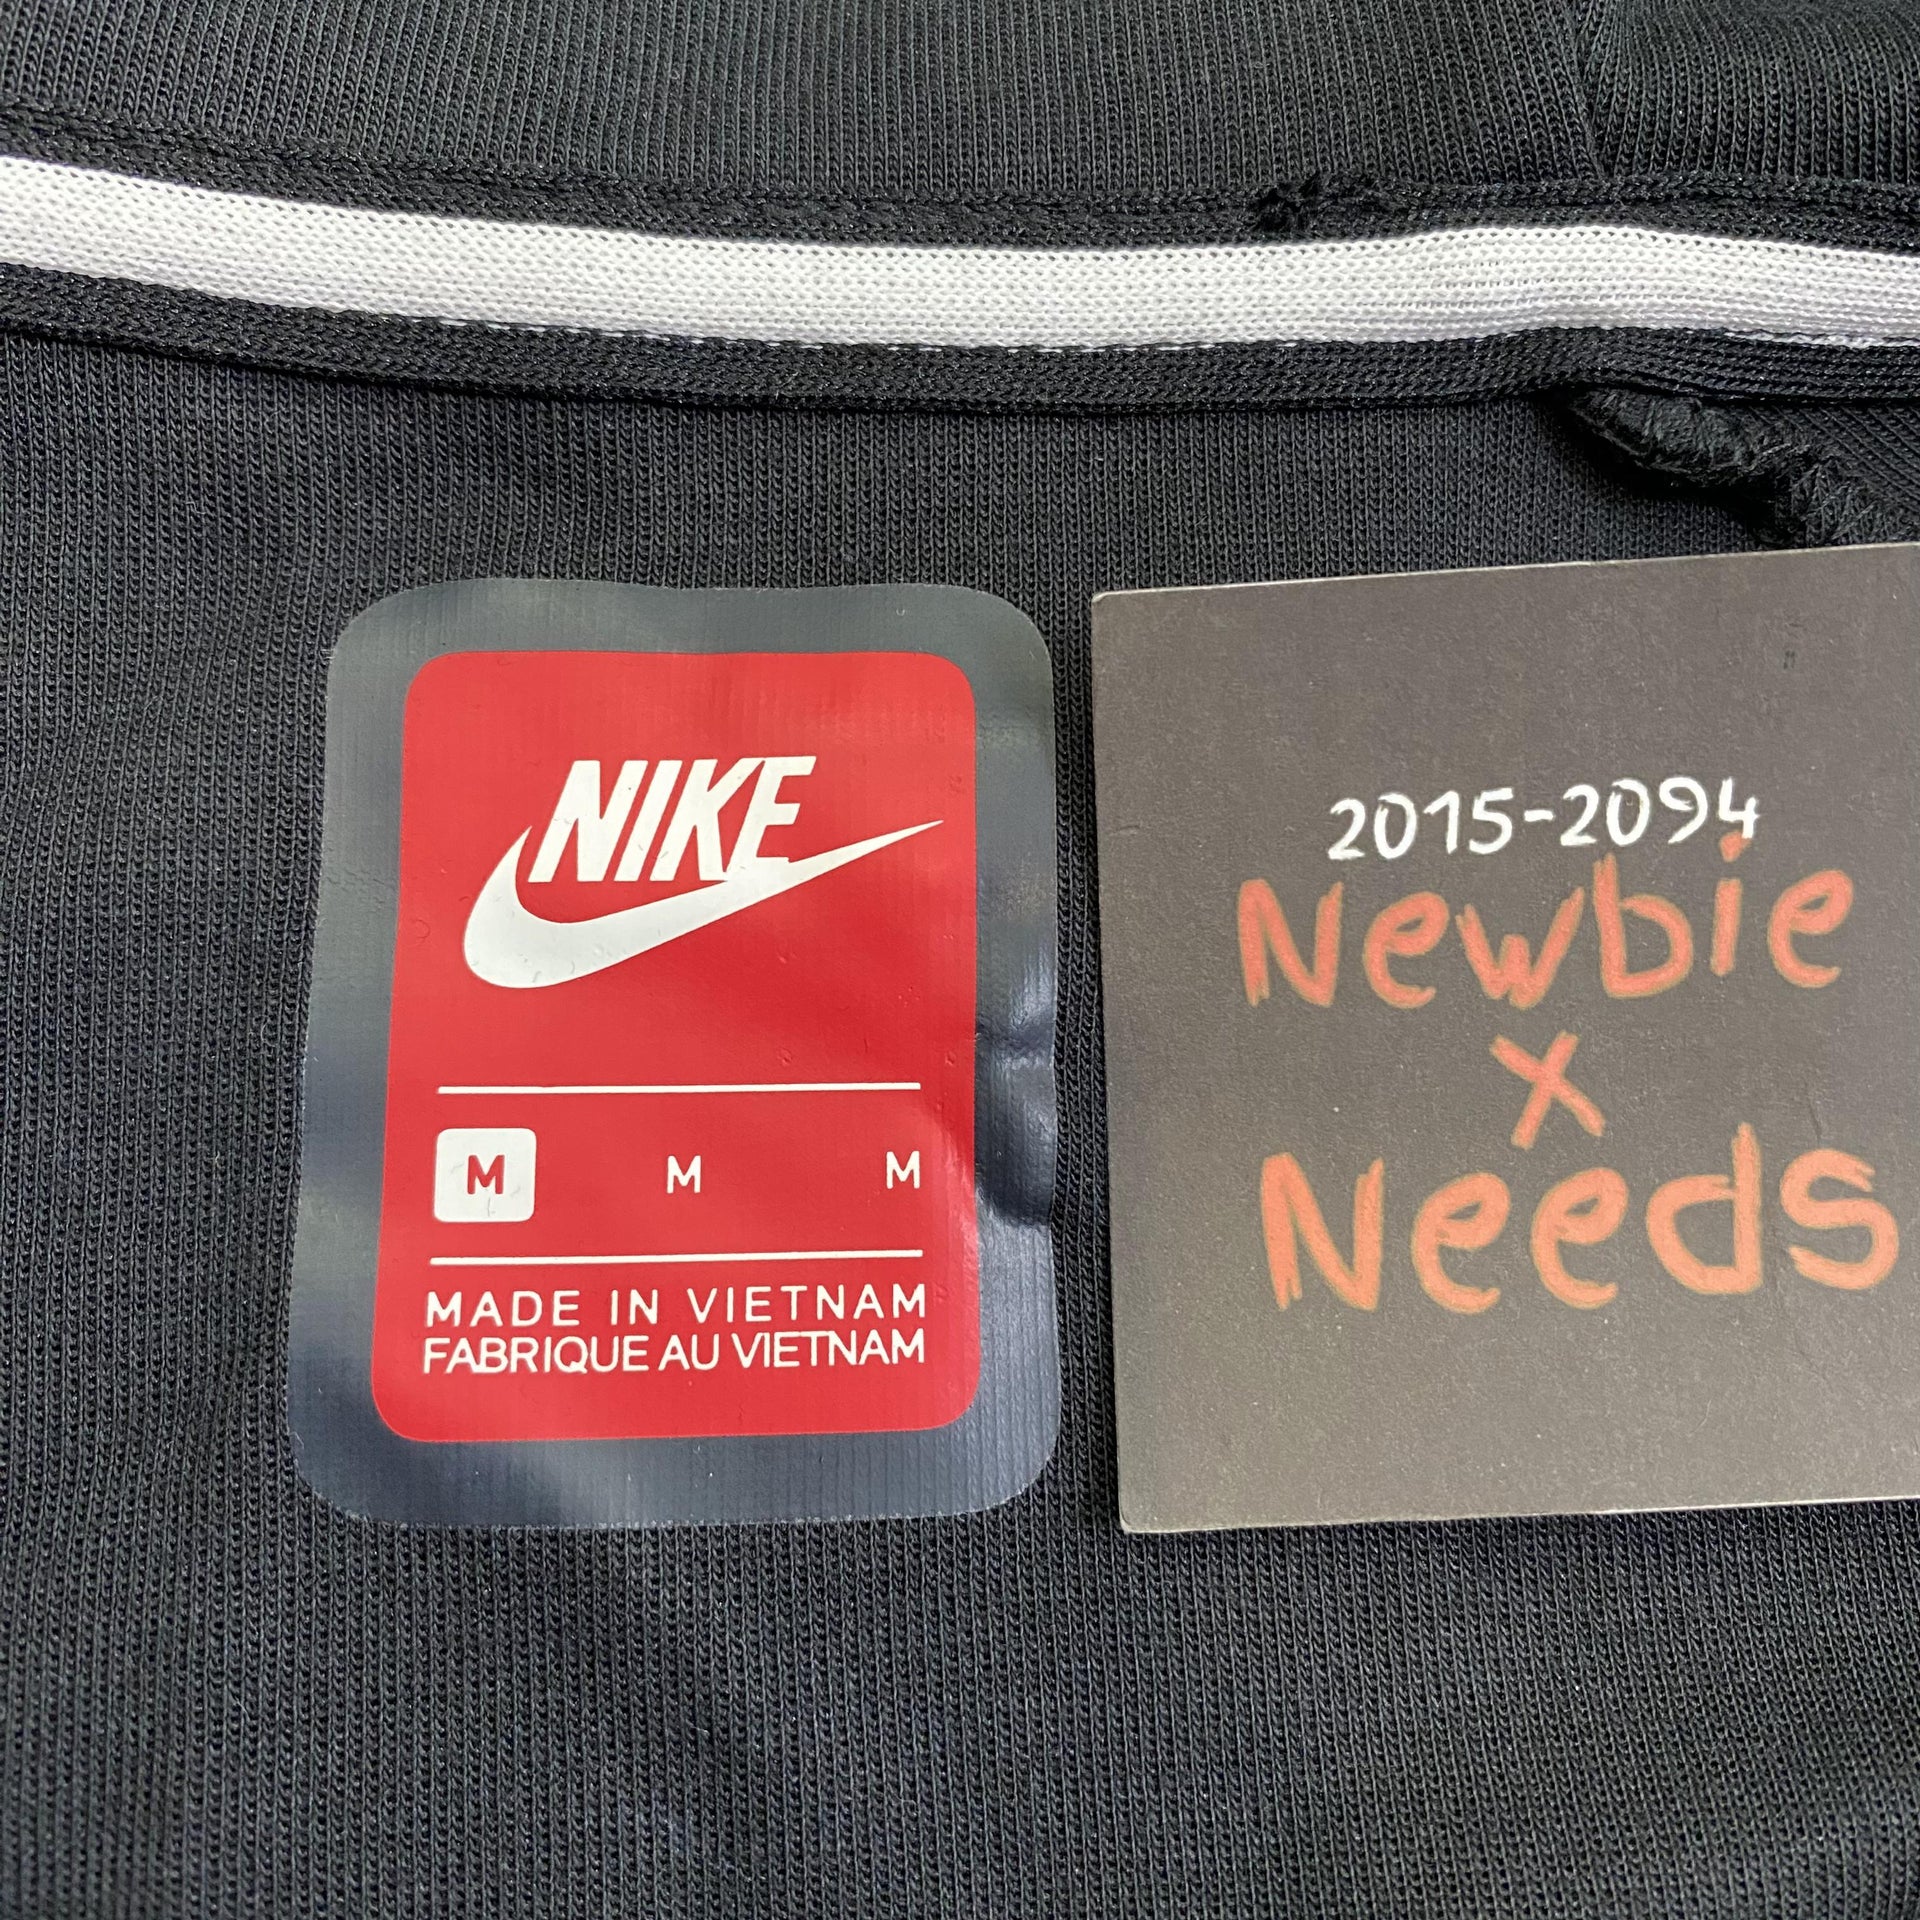 NIKE
M M M
MADE IN VIETNAM
FABRIQUE AU VIETNAM
2015-2094
Newbie
x
Needs